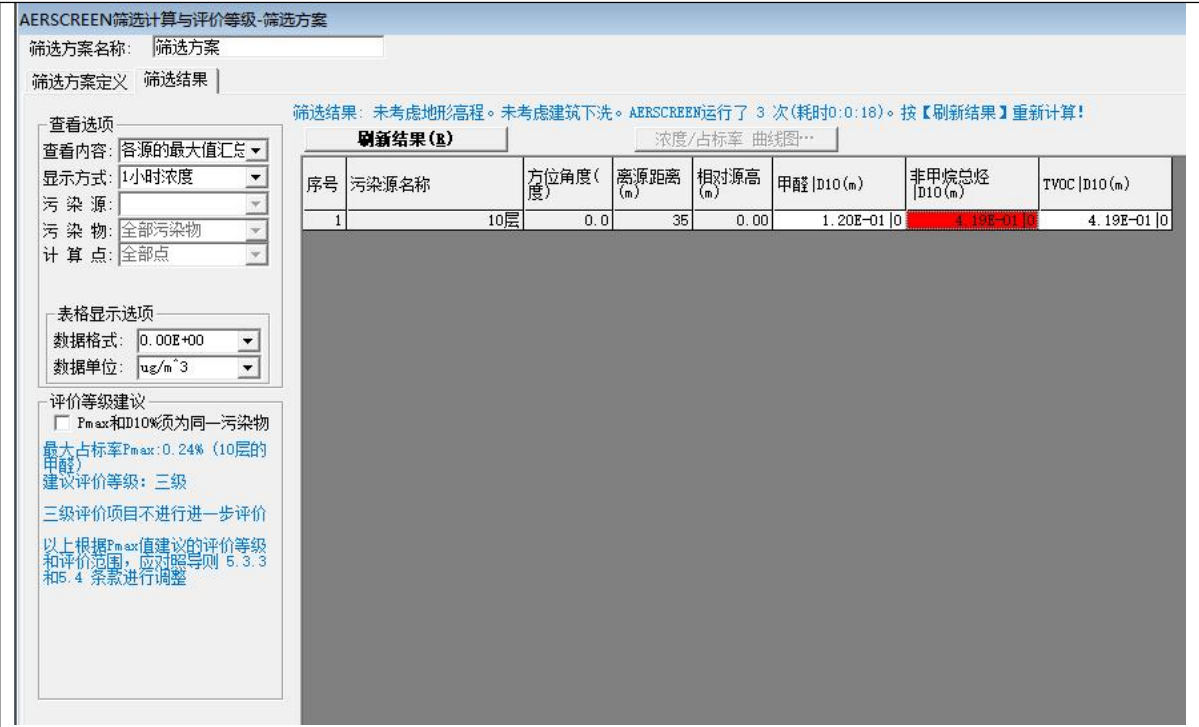 AERSCREEN筛选计算与评价等级-筛选方案
筛选方案名称: 筛选方案
筛选方案定义 筛选结果
筛选结果: 未考虑地形高程。未考虑建筑下洗。AERSCREEN运行了 3 次(耗时0:0:18)。按【刷新结果】重新计算!
刷新结果(R) 浓度/占标率 曲线图…
查看选项
查看内容: 各源的最大值汇总
显示方式: 1小时浓度
污 染 源:
污 染 物: 全部污染物
计 算 点: 全部点
表格显示选项
数据格式: 0.00E+00
数据单位: ug/m^3
评价等级建议
Pmax和D10%须为同一污染物
最大占标率Pmax:0.24% (10层的
甲醛)
建议评价等级: 三级
三级评价项目不进行进一步评价
以上根据Pmax值建议的评价等级
和评价范围, 应对照导则 5.3.3
和5.4 条款进行调整
序号 污染源名称 方位角度(度) 离源距离(m) 相对源高(m) 甲醛|D10(m) 非甲烷总烃|D10(m) TVOC|D10(m)
1 10层 0.0 35 0.00 1.20E-01|0 4.19E-01|0 4.19E-01|0